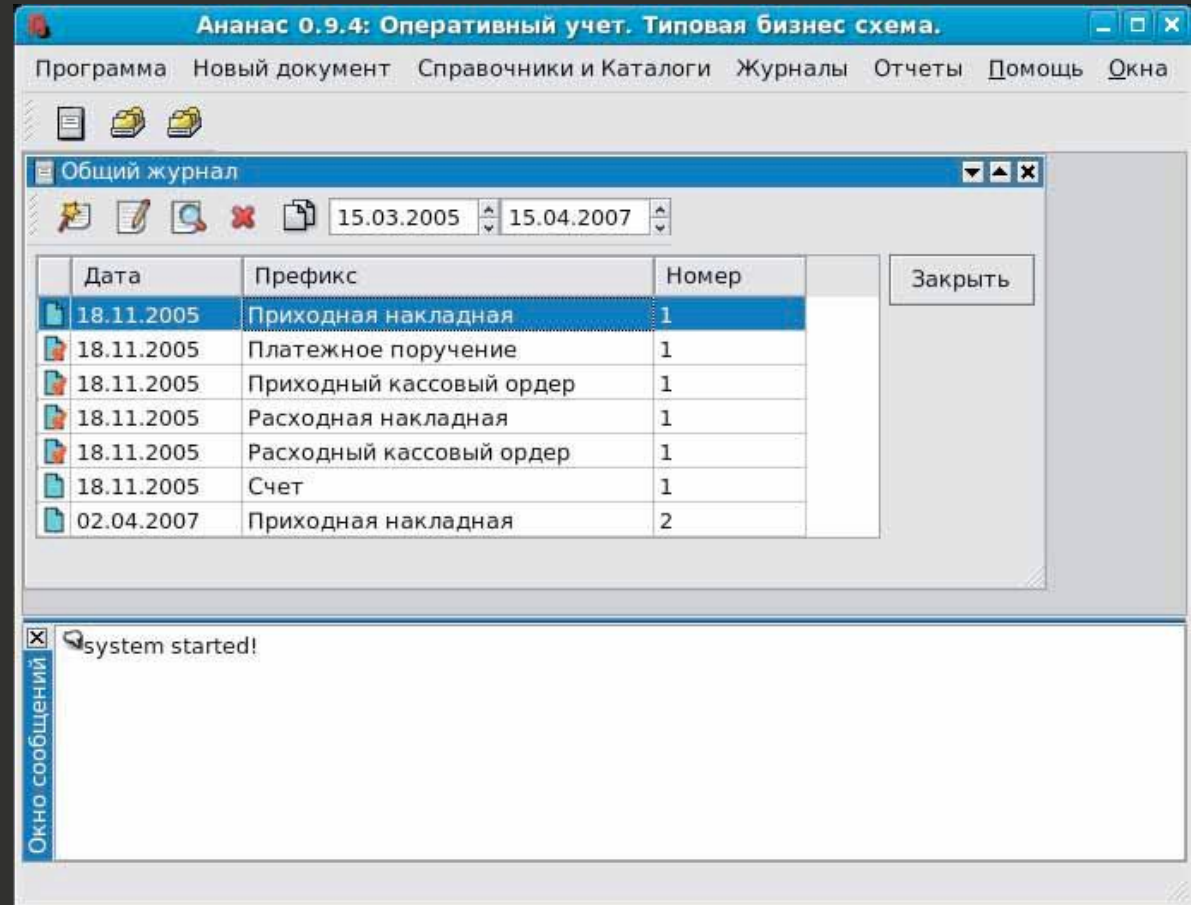 Ананас 0.9.4: Оперативный учет. Типовая бизнес схема.
Программа Новый документ Справочники и Каталоги Журналы Отчеты Помощь Окна
Общий журнал
15.03.2005 15.04.2007
Дата Префикс Номер
Закрыть
18.11.2005 Приходная накладная 1
18.11.2005 Платежное поручение 1
18.11.2005 Приходный кассовый ордер 1
18.11.2005 Расходная накладная 1
18.11.2005 Расходный кассовый ордер 1
18.11.2005 Счет 1
02.04.2007 Приходная накладная 2
system started!
Окно сообщений